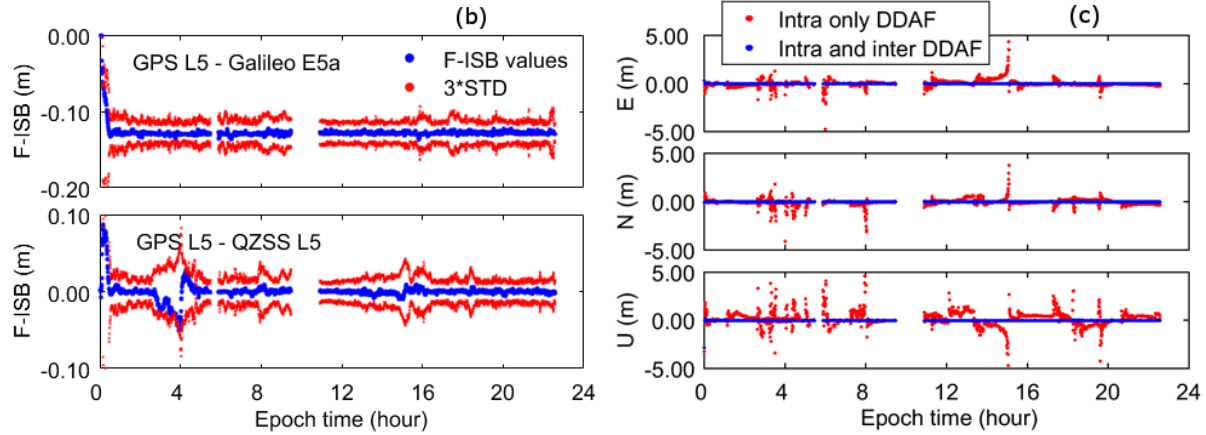 (b)
0.00
-0.10
-0.20
F-ISB (m)
GPS L5 - Galileo E5a
F-ISB values
3*STD
0.10
0.00
-0.10
F-ISB (m)
GPS L5 - QZSS L5
0 4 8 12 16 20 24
Epoch time (hour)
(c)
Intra only DDAF
Intra and inter DDAF
5.00
0.00
-5.00
E (m)
5.00
0.00
-5.00
N (m)
5.00
0.00
-5.00
U (m)
0 4 8 12 16 20 24
Epoch time (hour)